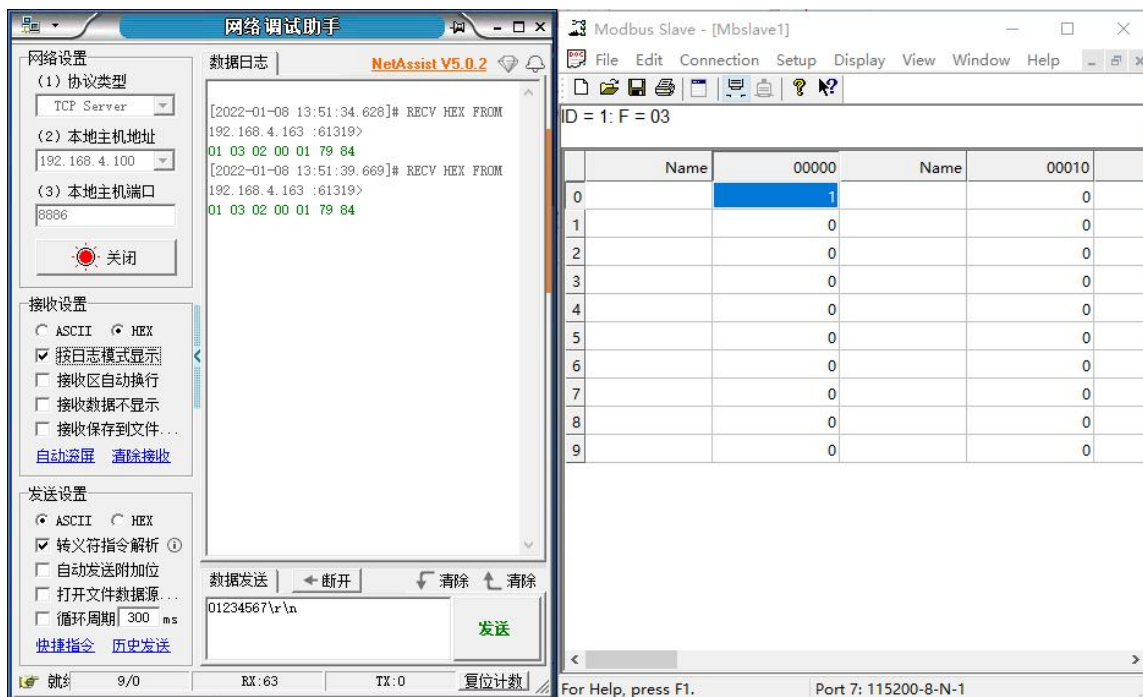 网络调试助手
网络设置
(1) 协议类型
TCP Server
(2) 本地主机地址
192.168.4.100
(3) 本地主机端口
8886
关闭
接收设置
ASCII HEX
按日志模式显示
接收区自动换行
接收数据不显示
接收保存到文件...
自动滚屏 清除接收
发送设置
ASCII HEX
转义符指令解析
自动发送附加位
打开文件数据源...
循环周期 300 ms
快捷指令 历史发送
数据日志 NetAssist V5.0.2
[2022-01-08 13:51:34.628]# RECV HEX FROM
192.168.4.163 :61319>
01 03 02 00 01 79 84
[2022-01-08 13:51:39.669]# RECV HEX FROM
192.168.4.163 :61319>
01 03 02 00 01 79 84
数据发送 断开 清除 清除
01234567\r\n
发送
9/0 RX:63 TX:0 复位计数
Modbus Slave - [Mbslave1]
File Edit Connection Setup Display View Window Help
ID = 1: F = 03
Name 00000 Name 00010
0 1 0
1 0 0
2 0 0
3 0 0
4 0 0
5 0 0
6 0 0
7 0 0
8 0 0
9 0 0
For Help, press F1. Port 7: 115200-8-N-1